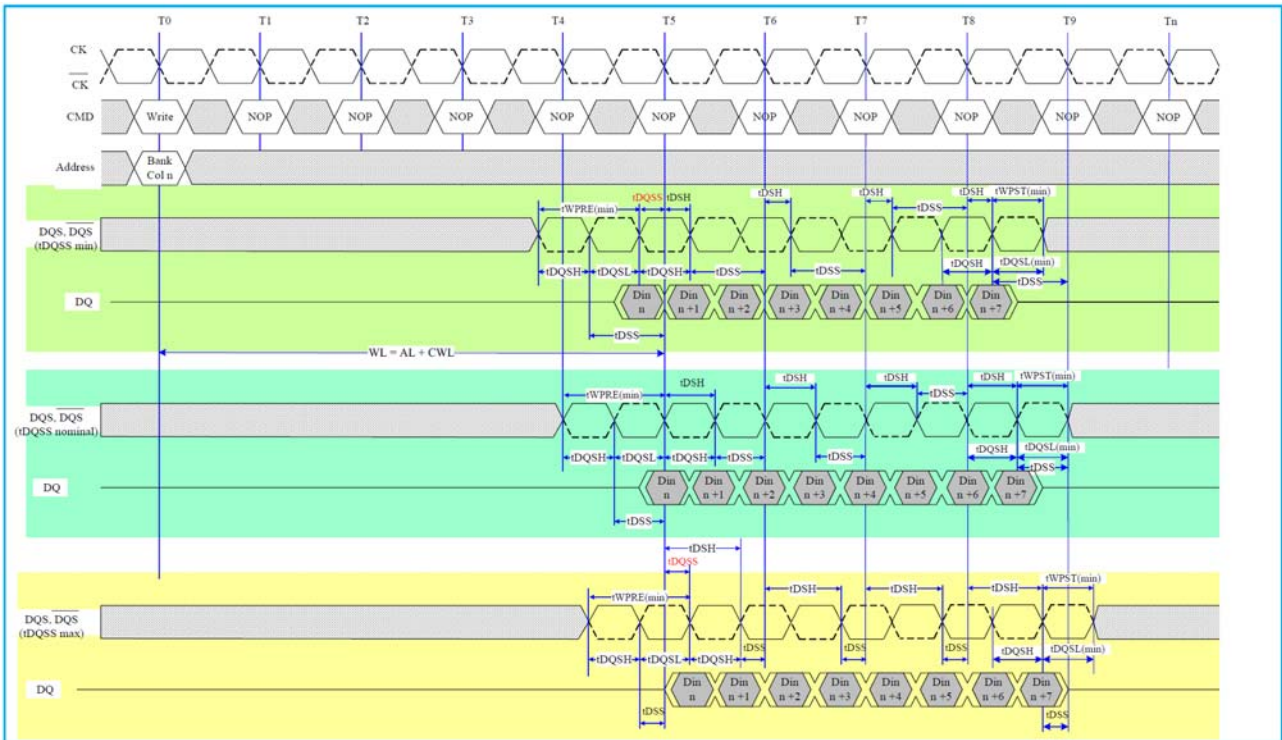 T0 T1 T2 T3 T4 T5 T6 T7 T8 T9 Tn
CK
CK
CMD Write NOP NOP NOP NOP NOP NOP NOP NOP NOP NOP
Address Bank Col n
tDQSS tDSH tDSH tDSH tDSH tWPST(min)
tWPRE(min) tDSS
DQS, DQS
(tDQSS min)
tDQSH tDQSL tDQSH tDSS tDSS tDQSH tDQSL(min)
tDSS
DQ Din n Din n +1 Din n +2 Din n +3 Din n +4 Din n +5 Din n +6 Din n +7
tDSS
WL = AL + CWL
tWPRE(min) tDSH tDSH tDSH tDSS tDSH tWPST(min)
DQS, DQS
(tDQSS nominal)
tDQSH tDQSL tDQSH tDSS tDSS tDQSH tDQSL(min)
tDSS
DQ Din n Din n +1 Din n +2 Din n +3 Din n +4 Din n +5 Din n +6 Din n +7
tDSS
tDSH
tDQSS
tWPRE(min) tDSH tDSH tDSH tWPST(min)
DQS, DQS
(tDQSS max)
tDQSH tDQSL tDQSH tDSS tDSS tDSS tDQSH tDQSL(min)
DQ Din n Din n +1 Din n +2 Din n +3 Din n +4 Din n +5 Din n +6 Din n +7
tDSS tDSS